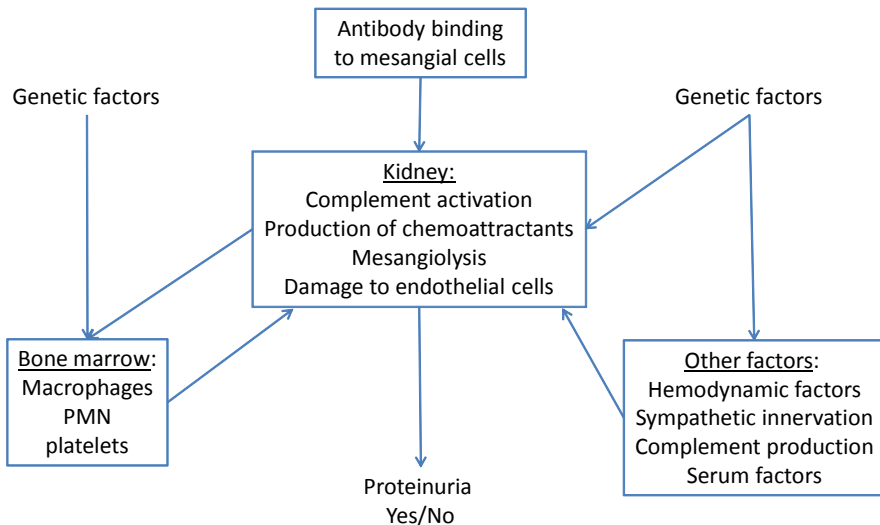 Antibody binding
to mesangial cells
Genetic factors
Genetic factors
Kidney:
Complement activation
Production of chemoattractants
Mesangiolysis
Damage to endothelial cells
Bone marrow:
Macrophages
PMN
platelets
Other factors:
Hemodynamic factors
Sympathetic innervation
Complement production
Serum factors
Proteinuria
Yes/No